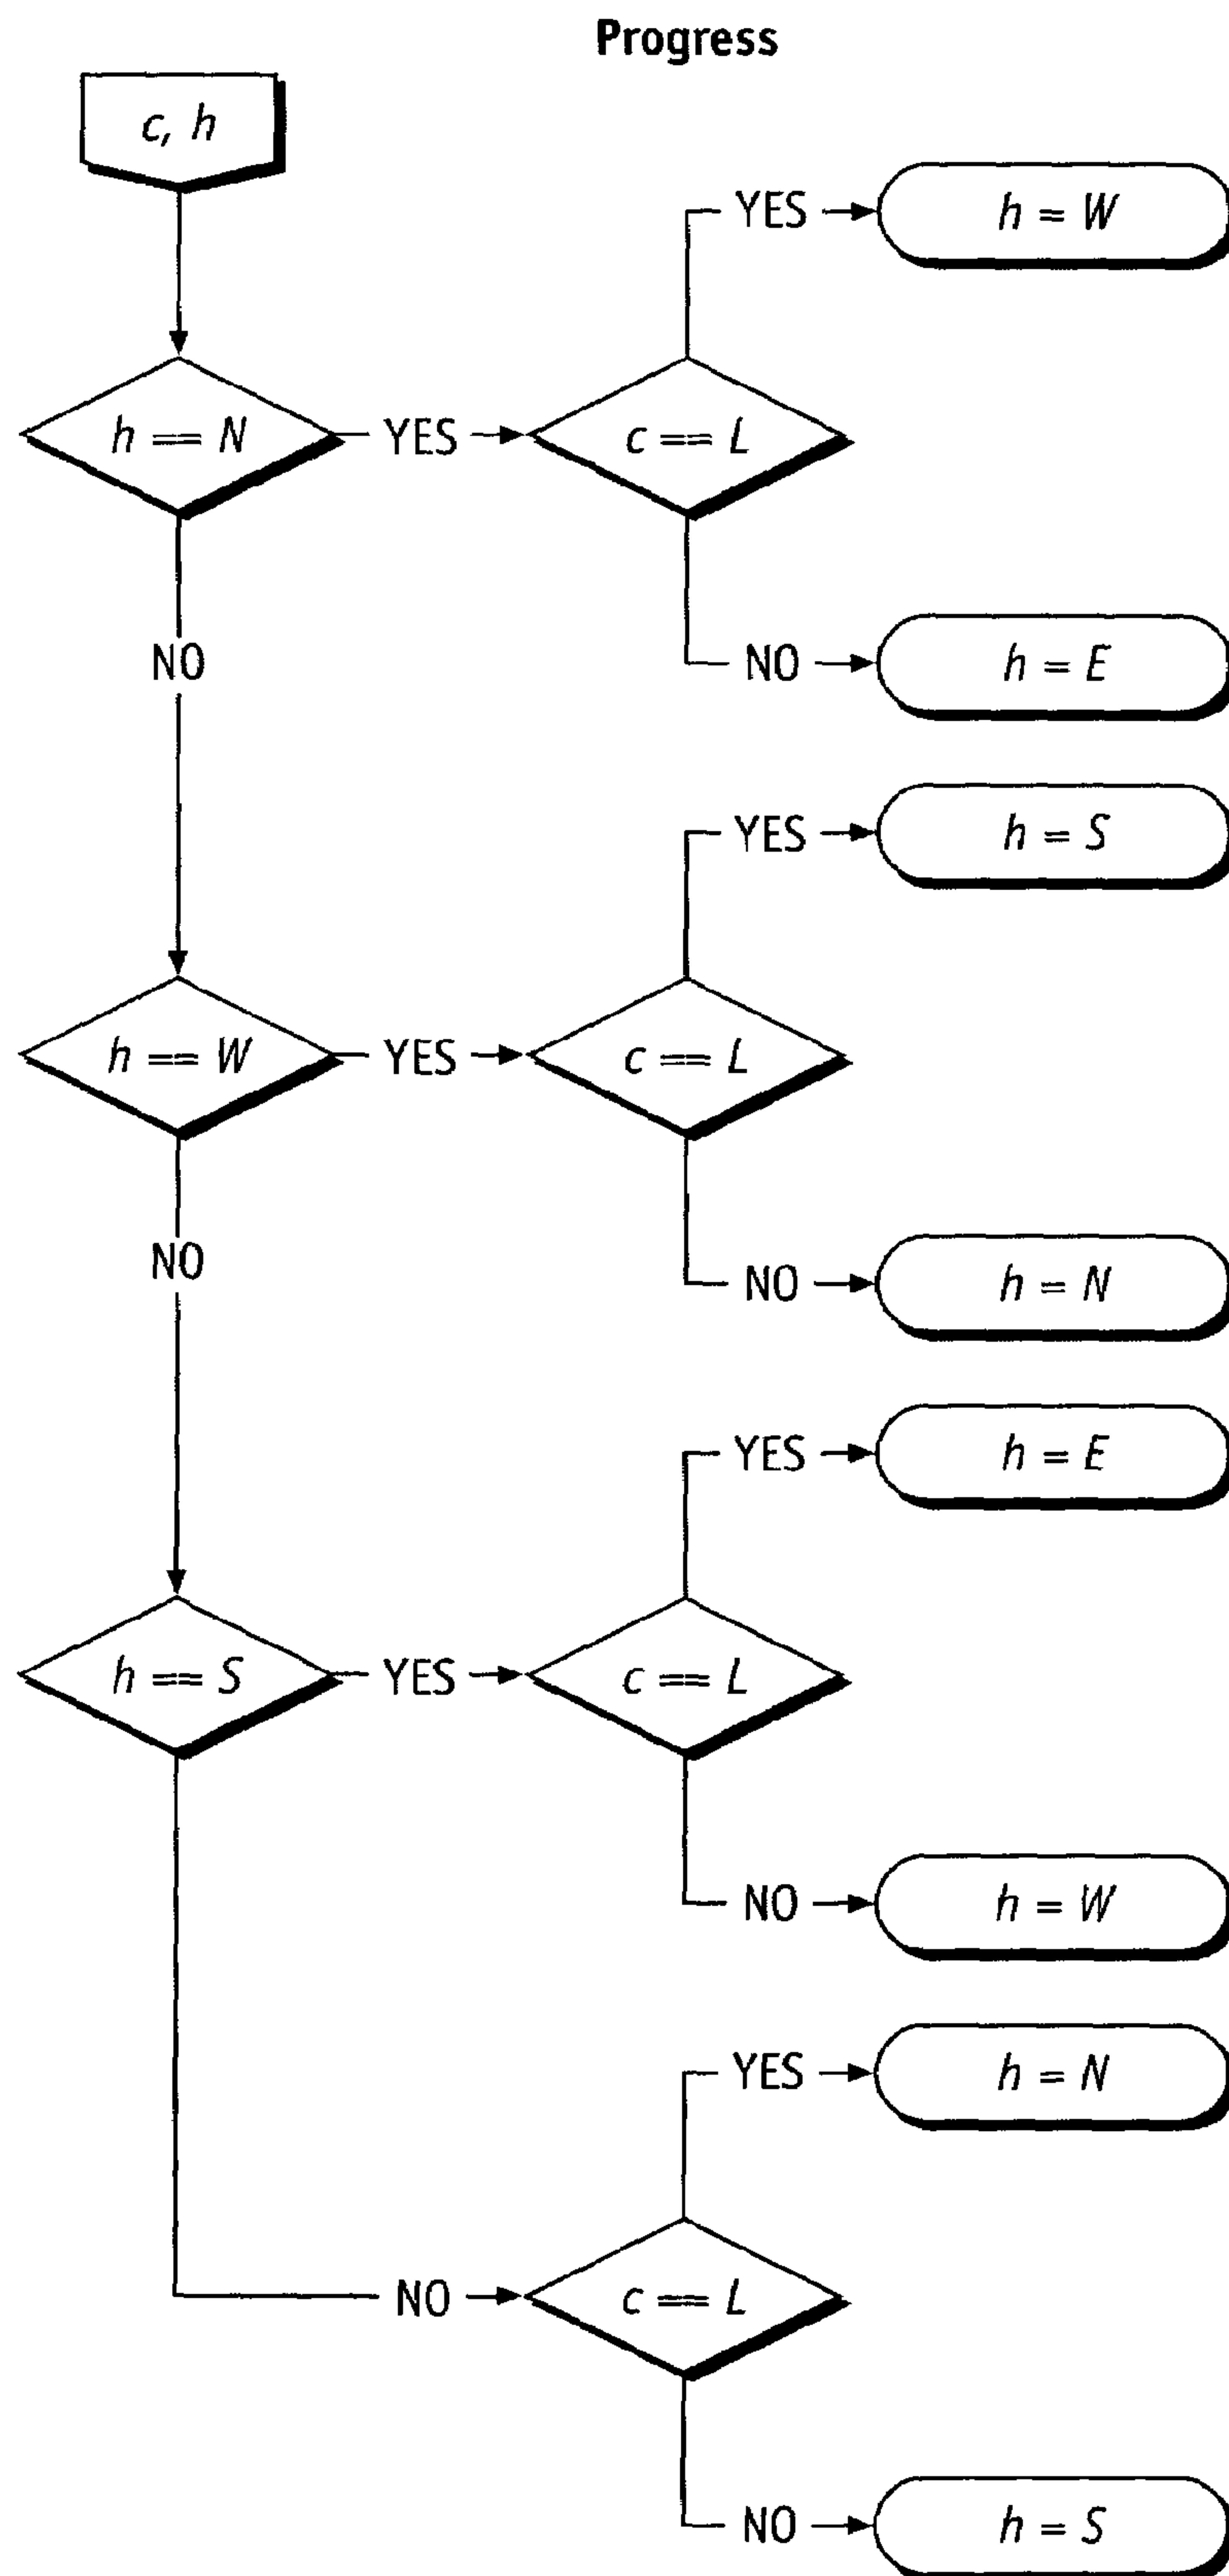 Progress
c, h
YES
h = W
h == N
YES
c == L
NO
NO
h = E
YES
h = S
h == W
YES
c == L
NO
NO
h = N
YES
h = E
h == S
YES
c == L
NO
h = W
YES
h = N
NO
c == L
NO
h = S